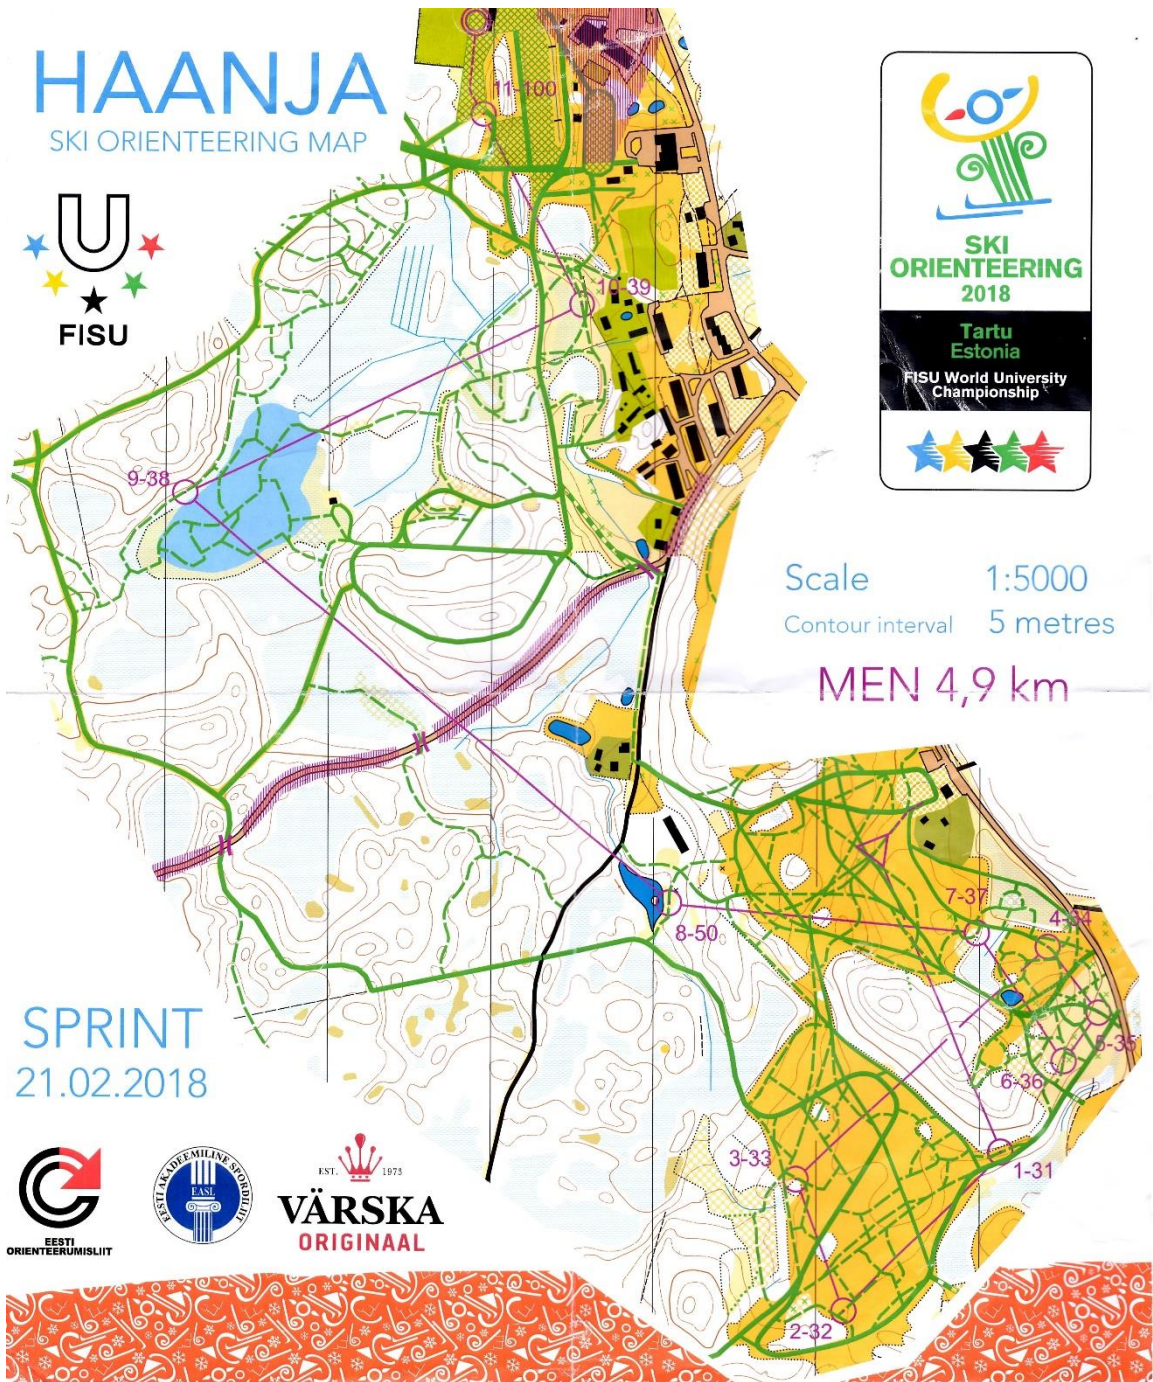 HAANJA
SKI ORIENTEERING MAP
FISU
SKI
ORIENTEERING
2018
Tartu
Estonia
FISU World University
Championship
Scale 1:5000
Contour interval 5 metres
MEN 4,9 km
11-100
10-39
9-38
7-37
4-34
8-50
5-35
6-36
3-33
1-31
2-32
SPRINT
21.02.2018
EESTI
ORIENTEERUMISLIIT
EESTI AKADEEMILINE SPORDILIIT
EASL
EST. 1973
VÄRSKA
ORIGINAAL